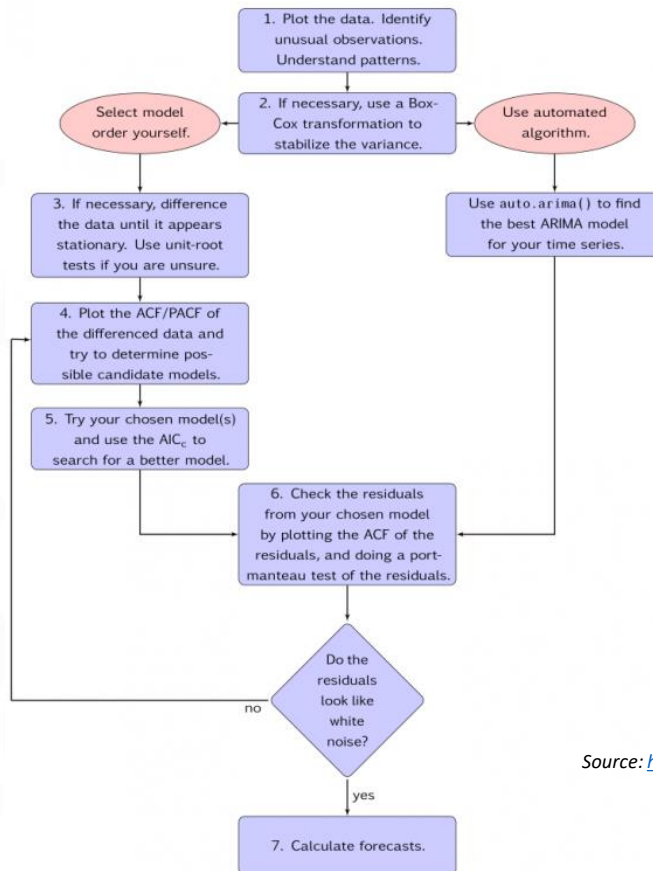 1. Plot the data. Identify
unusual observations.
Understand patterns.
Select model
order yourself.
2. If necessary, use a Box-
Cox transformation to
stabilize the variance.
Use automated
algorithm.
3. If necessary, difference
the data until it appears
stationary. Use unit-root
tests if you are unsure.
Use auto.arima() to find
the best ARIMA model
for your time series.
4. Plot the ACF/PACF of
the differenced data and
try to determine pos-
sible candidate models.
5. Try your chosen model(s)
and use the AICc to
search for a better model.
6. Check the residuals
from your chosen model
by plotting the ACF of the
residuals, and doing a port-
manteau test of the residuals.
Do the
residuals
look like
white
noise?
no
yes
Source: h
7. Calculate forecasts.